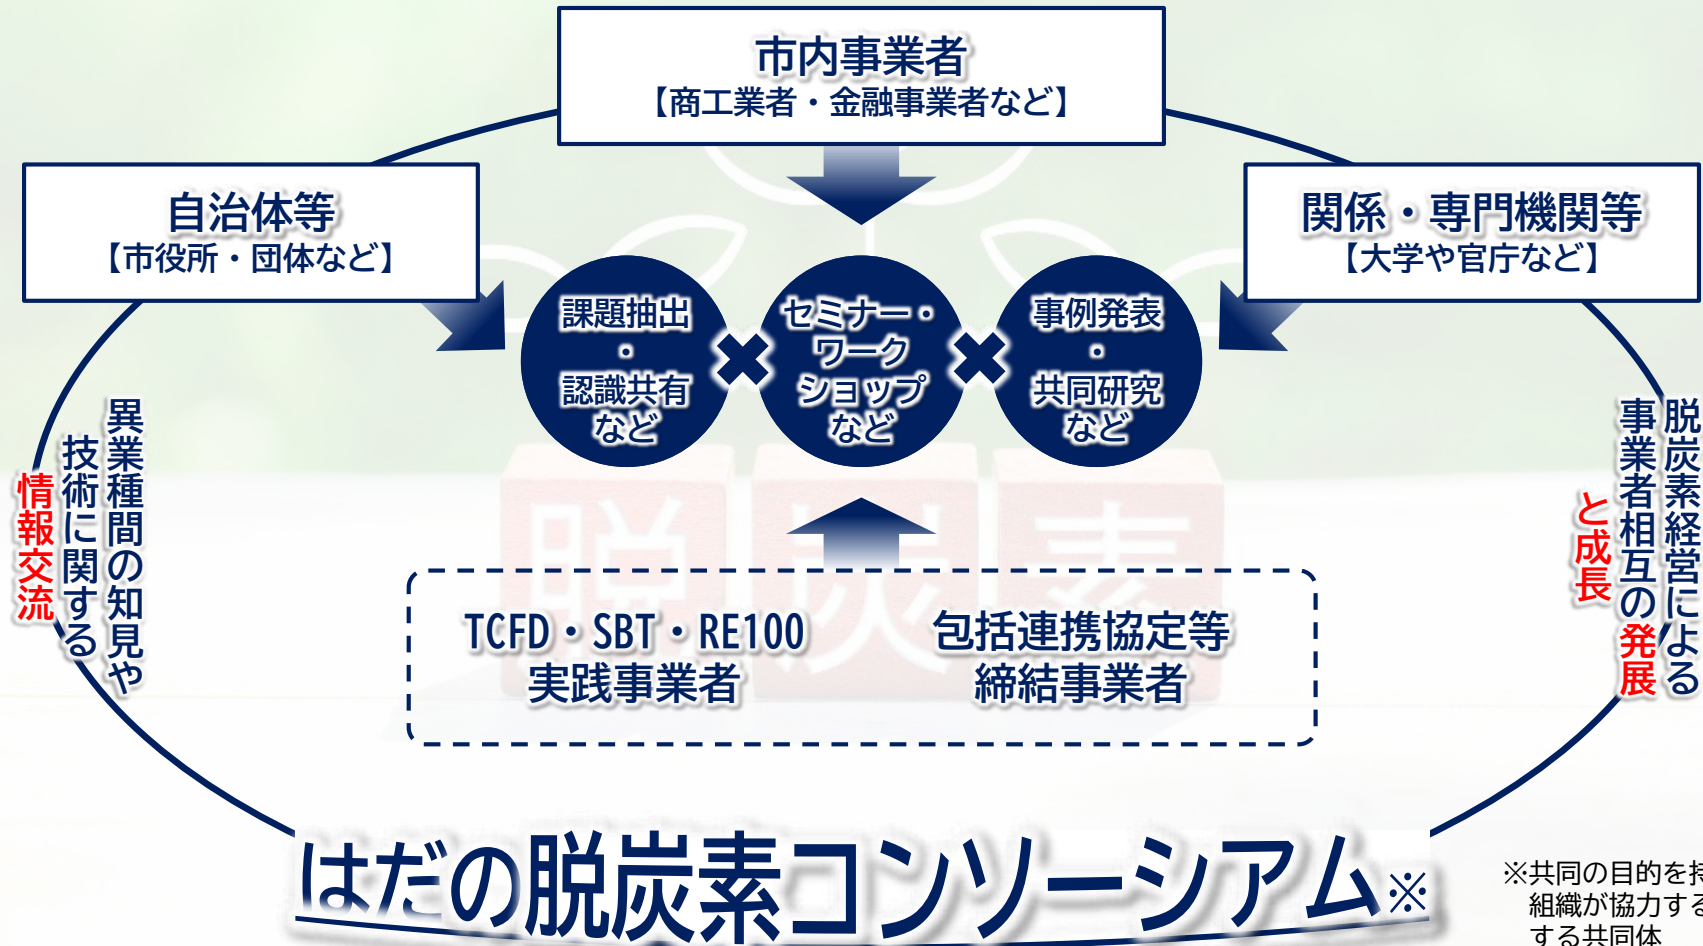 市内事業者
【商工業者・金融事業者など】
自治体等
【市役所・団体など】
関係・専門機関等
【大学や官庁など】
課題抽出
・
認識共有
など
セミナー・
ワーク
ショップ
など
事例発表
・
共同研究
など
異業種間の知見や
技術に関する
情報交流
脱炭素経営による
事業者相互の発展
と成長
脱炭素
TCFD・SBT・RE100
実践事業者
包括連携協定等
締結事業者
はだの脱炭素コンソーシアム※
※共同の目的を持
組織が協力する
する共同体